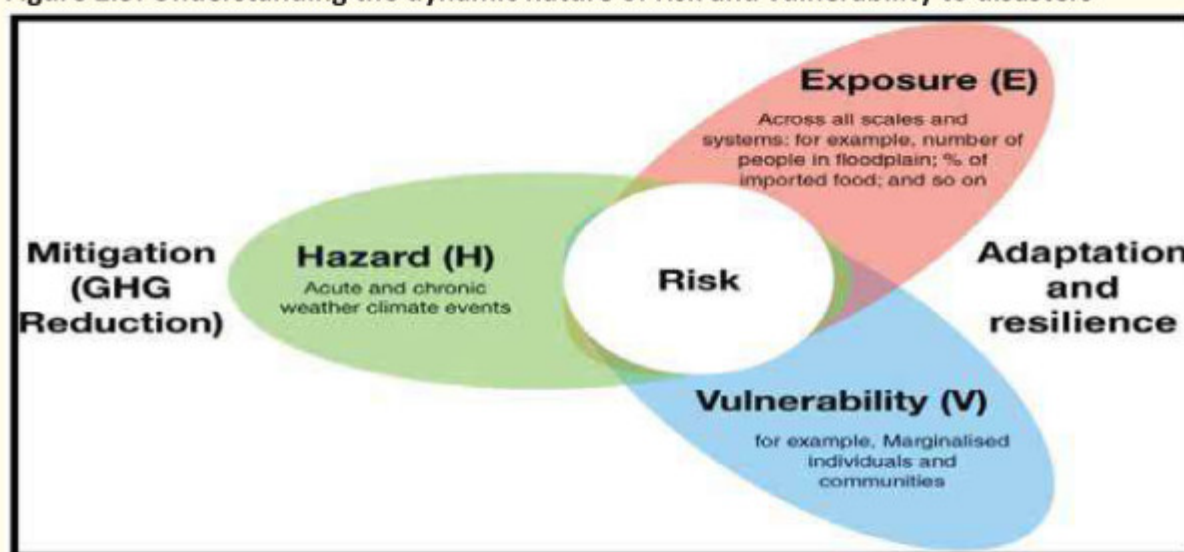 Exposure (E)
Across all scales and
systems: for example, number of
people in floodplain; % of
imported food; and so on
Mitigation
(GHG
Reduction)
Hazard (H)
Acute and chronic
weather climate events
Risk
Adaptation
and
resilience
Vulnerability (V)
for example, Marginalised
individuals and
communities